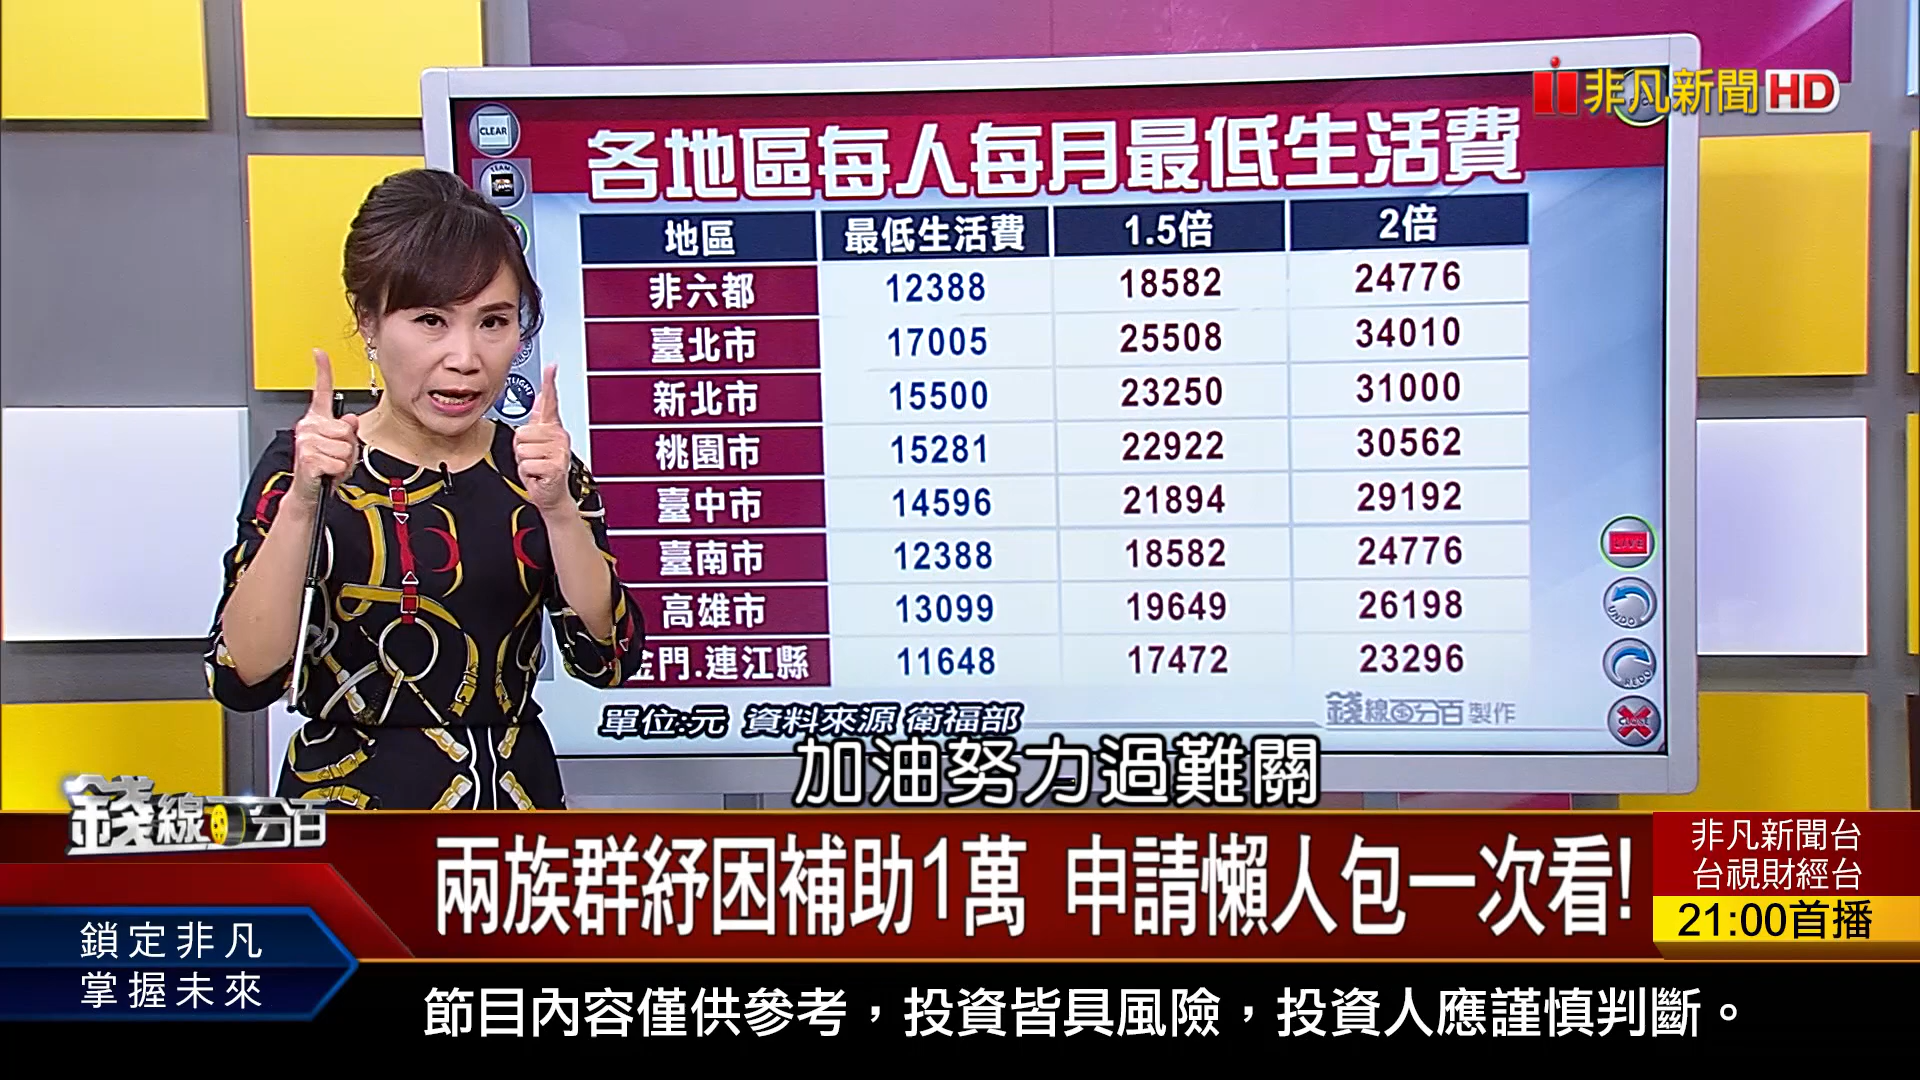 非凡新聞HD
CLEAR
各地區每人每月最低生活費
地區 最低生活費 1.5倍 2倍
非六都 12388 18582 24776
臺北市 17005 25508 34010
新北市 15500 23250 31000
桃園市 15281 22922 30562
臺中市 14596 21894 29192
臺南市 12388 18582 24776
高雄市 13099 19649 26198
金門.連江縣 11648 17472 23296
LIVE
UNDO
REDO
CLOSE
單位:元 資料來源 衛福部
錢線百分百 製作
加油努力過難關
錢線百分百
兩族群紓困補助1萬 申請懶人包一次看!
非凡新聞台
台視財經台
21:00首播
鎖定非凡
掌握未來
節目內容僅供參考，投資皆具風險，投資人應謹慎判斷。